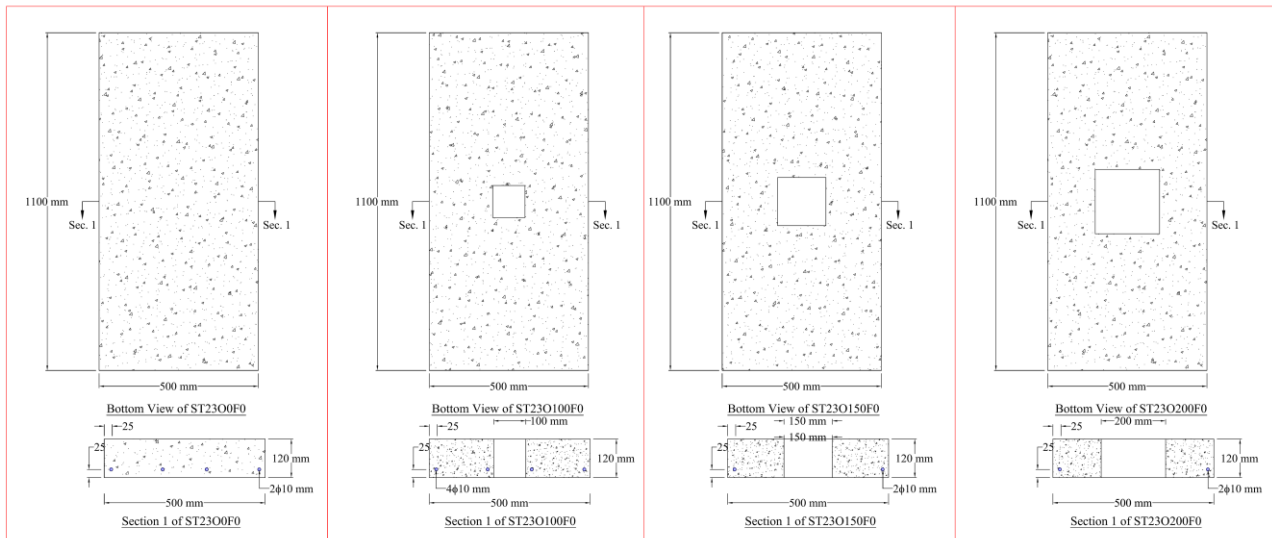 1100 mm
Sec. 1
Sec. 1
500 mm
Bottom View of ST23O0F0
25
25
120 mm
2ϕ10 mm
500 mm
Section 1 of ST23O0F0
1100 mm
Sec. 1
Sec. 1
500 mm
Bottom View of ST23O100F0
100 mm
25
25
120 mm
4ϕ10 mm
500 mm
Section 1 of ST23O100F0
1100 mm
Sec. 1
Sec. 1
500 mm
Bottom View of ST23O150F0
150 mm
25
150 mm
25
120 mm
2ϕ10 mm
500 mm
Section 1 of ST23O150F0
1100 mm
Sec. 1
Sec. 1
500 mm
Bottom View of ST23O200F0
200 mm
25
25
120 mm
2ϕ10 mm
500 mm
Section 1 of ST23O200F0